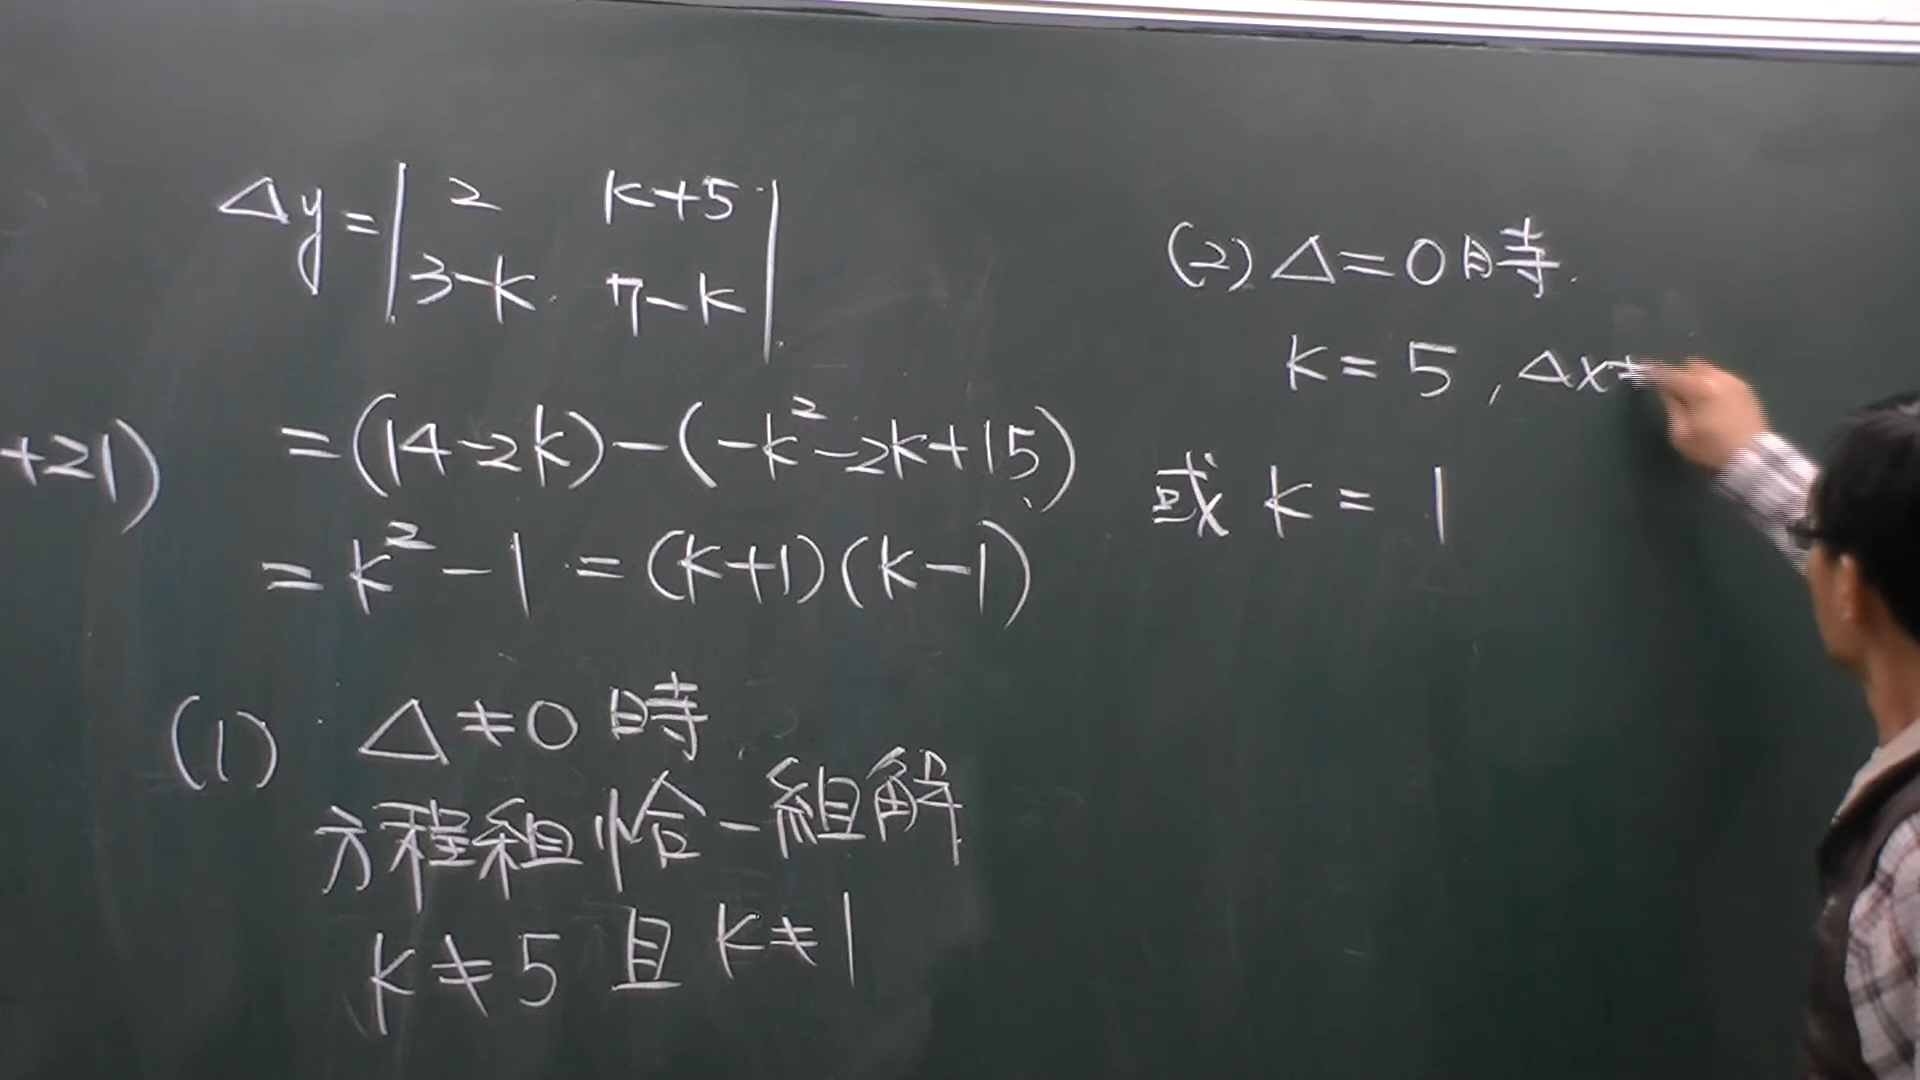 Δy = | 2 k+5 |
| 3-k 7-k |
+21)
= (14-2k) - (-k²-2k+15)
= k² - 1 = (k+1)(k-1)
(1) Δ≠0 時
方程組恰一組解
k≠5 且 k≠1
(2) Δ=0 時
k = 5 , Δx≠
或 k = 1